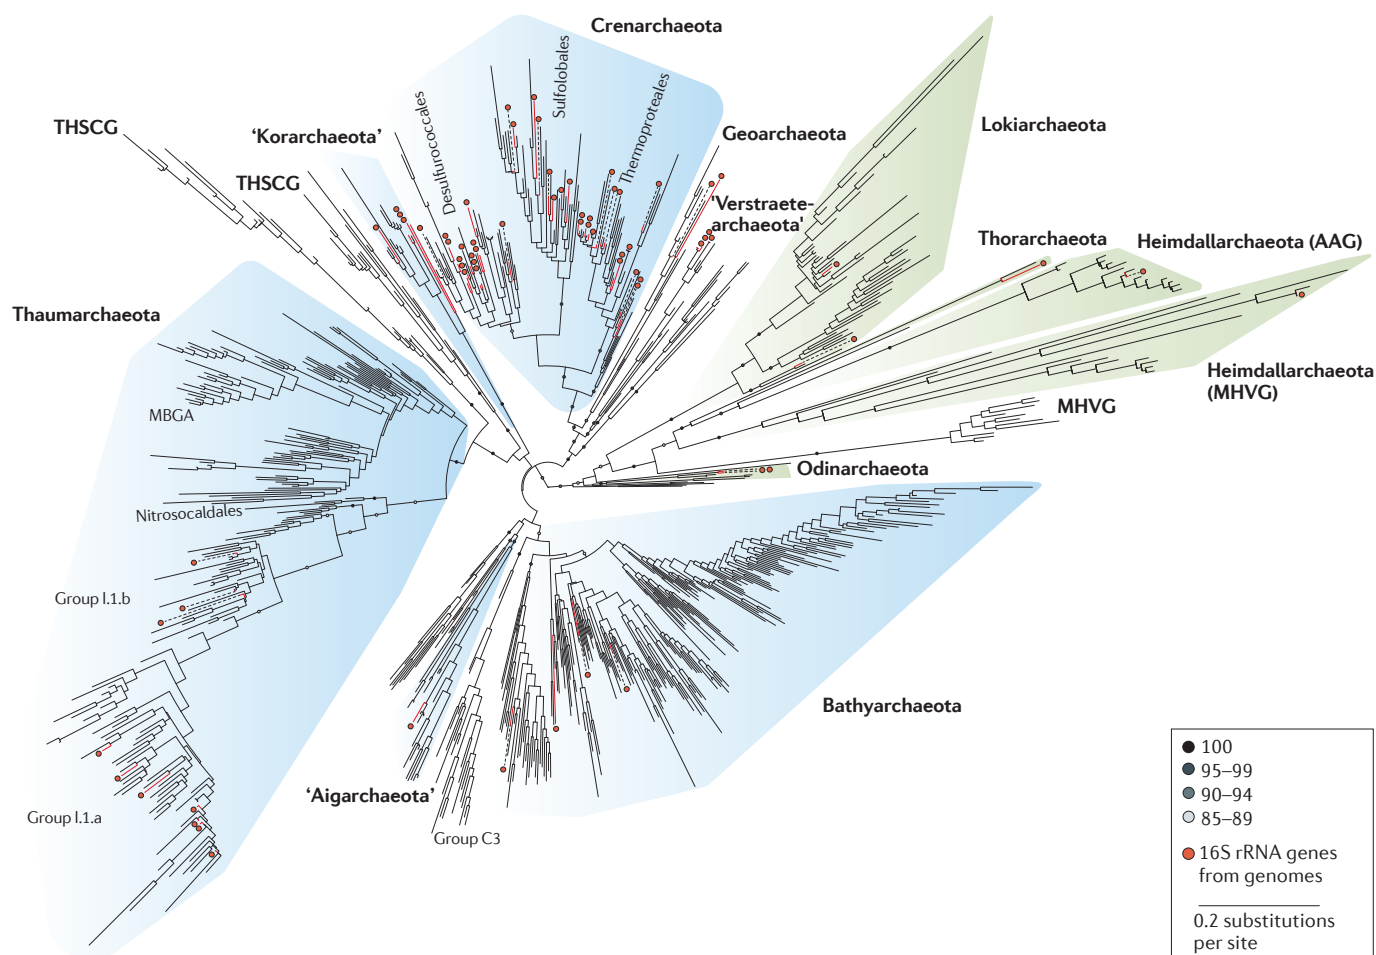 Crenarchaeota
THSCG
'Korarchaeota'
THSCG
Desulfurococcales
Sulfolobales
Thermoproteales
Geoarchaeota
'Verstraete-
archaeota'
Lokiarchaeota
Thorarchaeota
Heimdallarchaeota (AAG)
Heimdallarchaeota
(MHVG)
MHVG
Odinarchaeota
Thaumarchaeota
MBGA
Nitrosocaldales
Group I.1.b
Group I.1.a
'Aigarchaeota'
Group C3
Bathyarchaeota
100
95–99
90–94
85–89
16S rRNA genes
from genomes
0.2 substitutions
per site